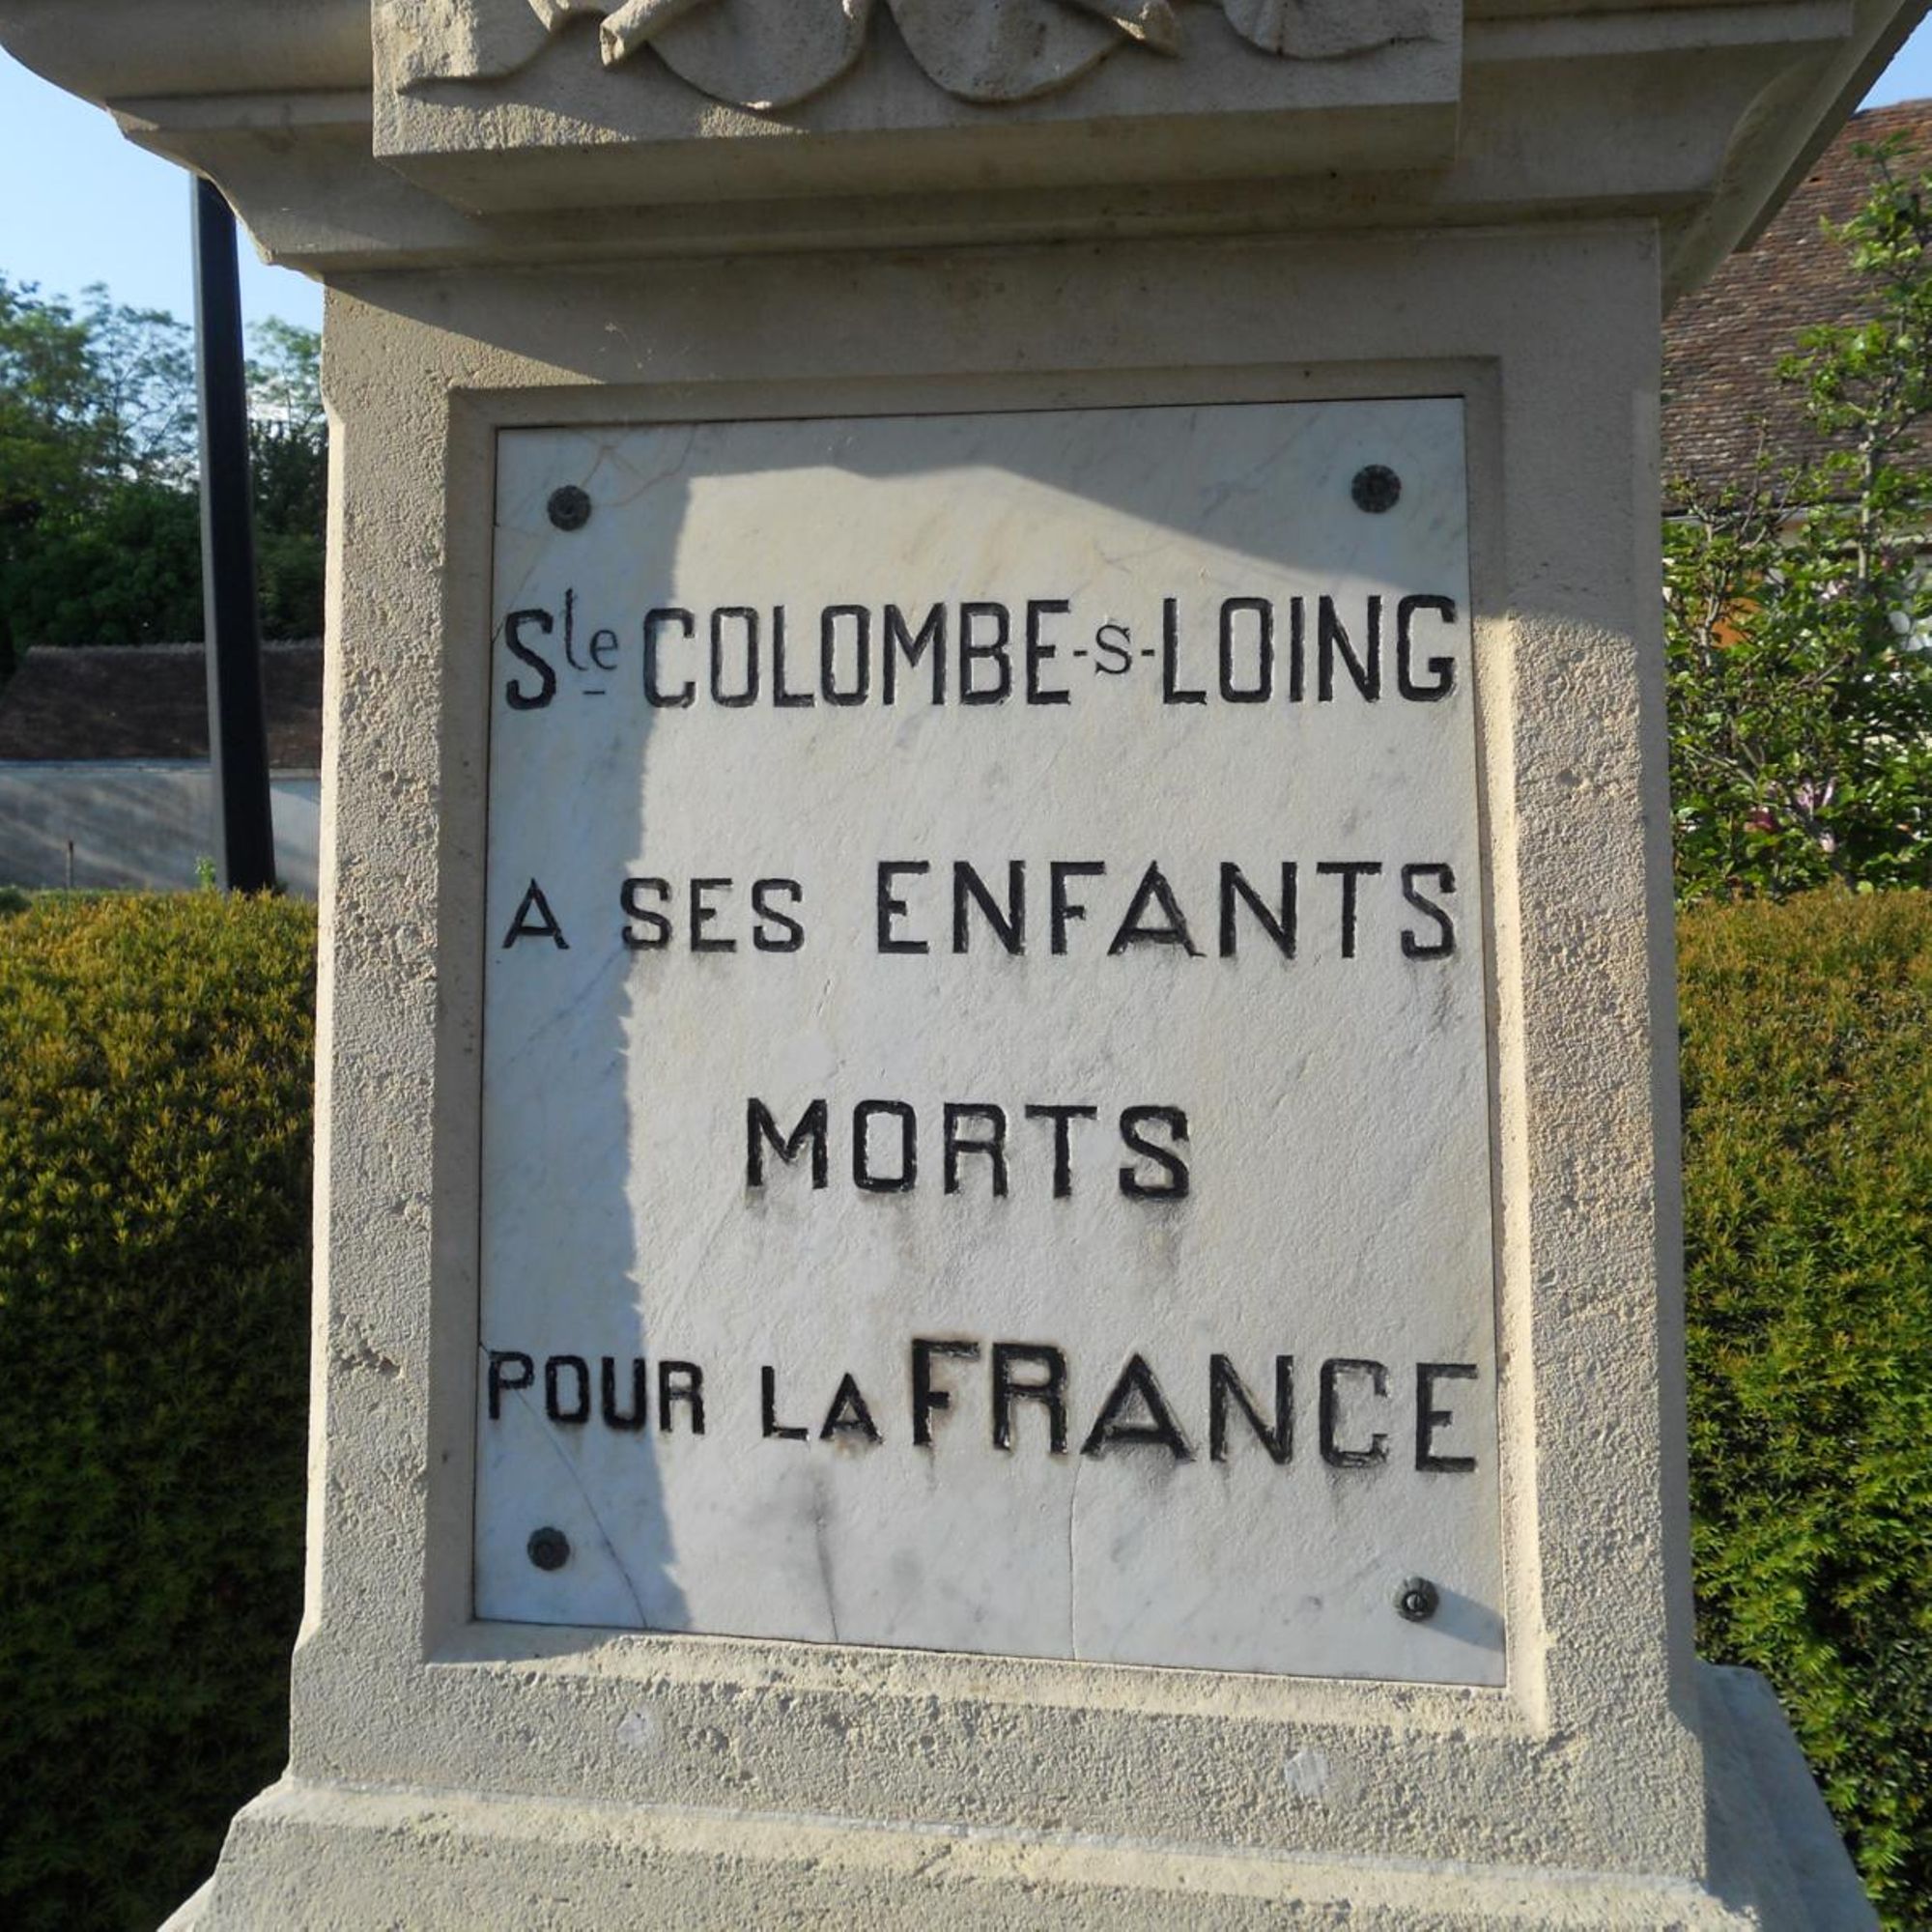 Ste COLOMBE-S-LOING
A SES ENFANTS
MORTS
POUR LA FRANCE